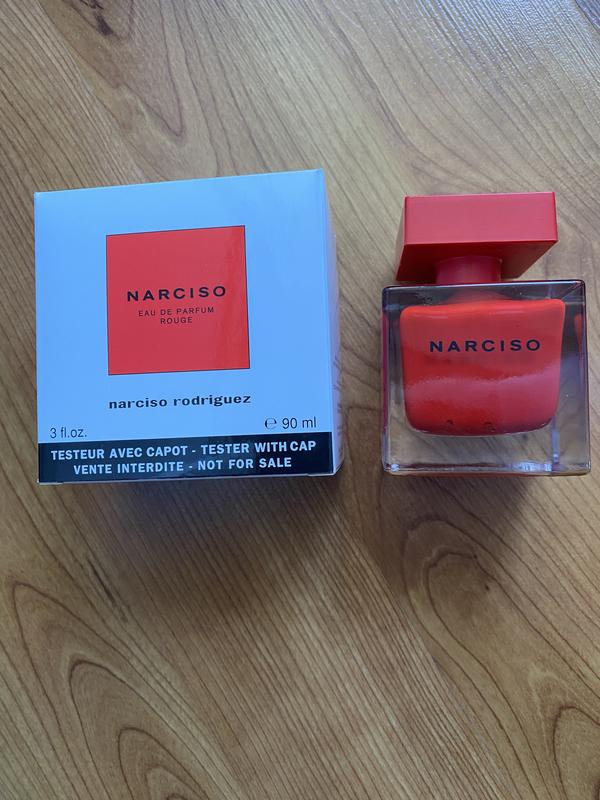 NARCISO
EAU DE PARFUM
ROUGE
narciso rodriguez
3 fl.oz. ℮ 90 ml
TESTEUR AVEC CAPOT - TESTER WITH CAP
VENTE INTERDITE - NOT FOR SALE
NARCISO